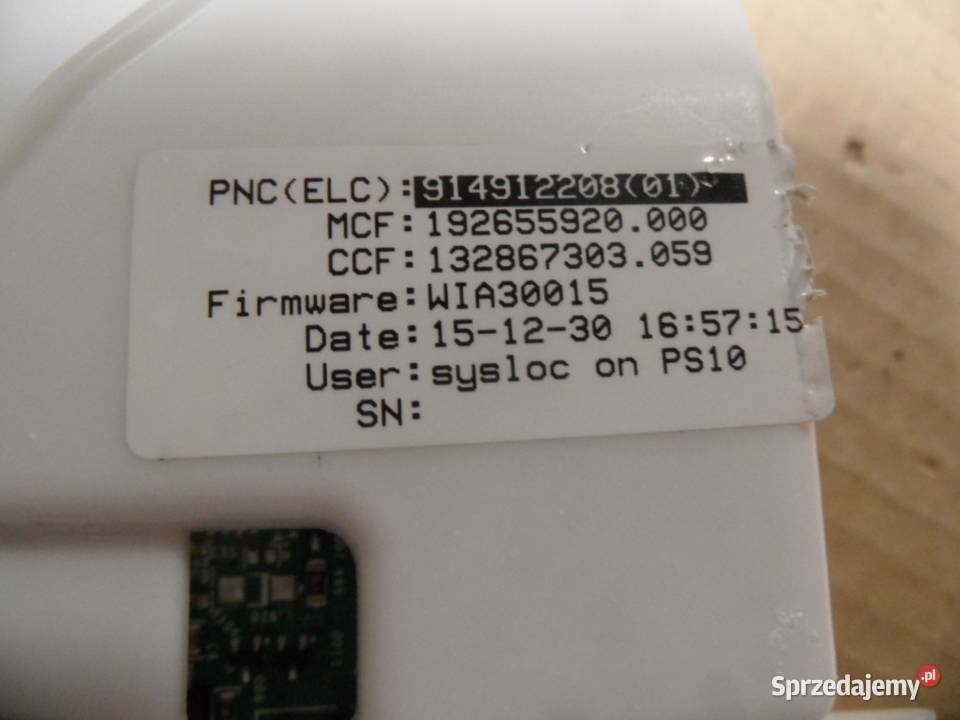 PNC(ELC):914912208(01)
MCF:192655920.000
CCF:132867303.059
Firmware:WIA30015
Date:15-12-30 16:57:15
User:sysloc on PS10
SN:
Sprzedajemy.pl